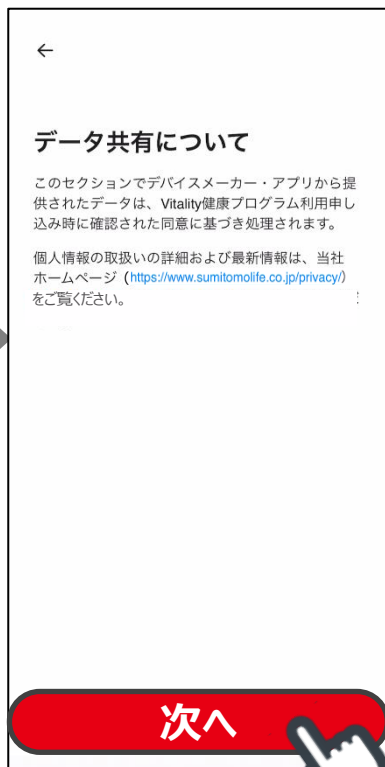 データ共有について
このセクションでデバイスメーカー・アプリから提
供されたデータは、Vitality健康プログラム利用申し
込み時に確認された同意に基づき処理されます。
個人情報の取扱いの詳細および最新情報は、当社
ホームページ（https://www.sumitomolife.co.jp/privacy/）
をご覧ください。
次へ